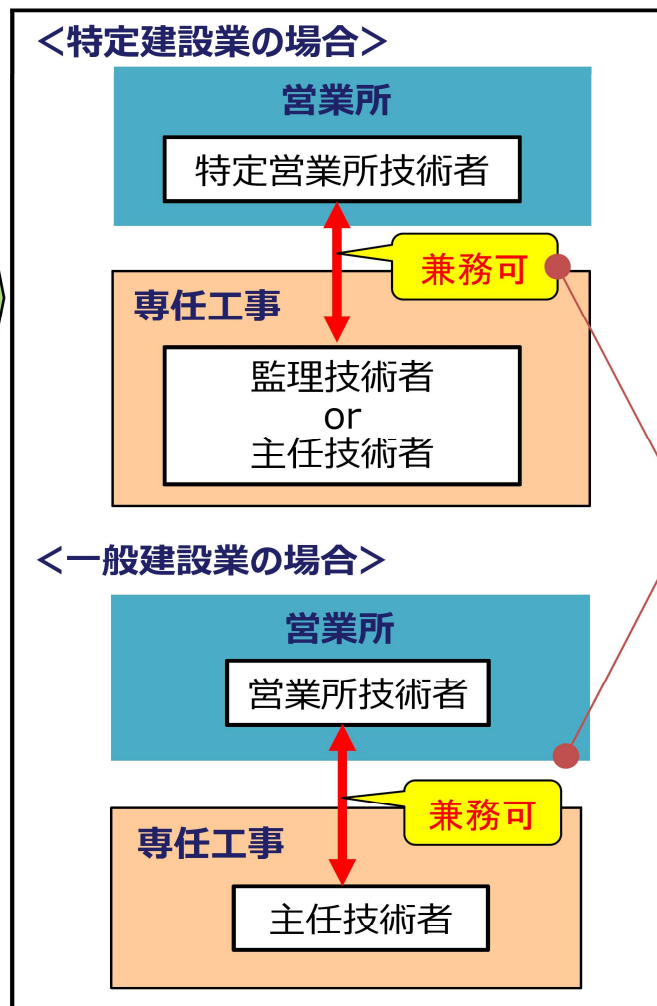 ＜特定建設業の場合＞
営業所
特定営業所技術者
兼務可
専任工事
監理技術者
or
主任技術者
＜一般建設業の場合＞
営業所
営業所技術者
兼務可
専任工事
主任技術者